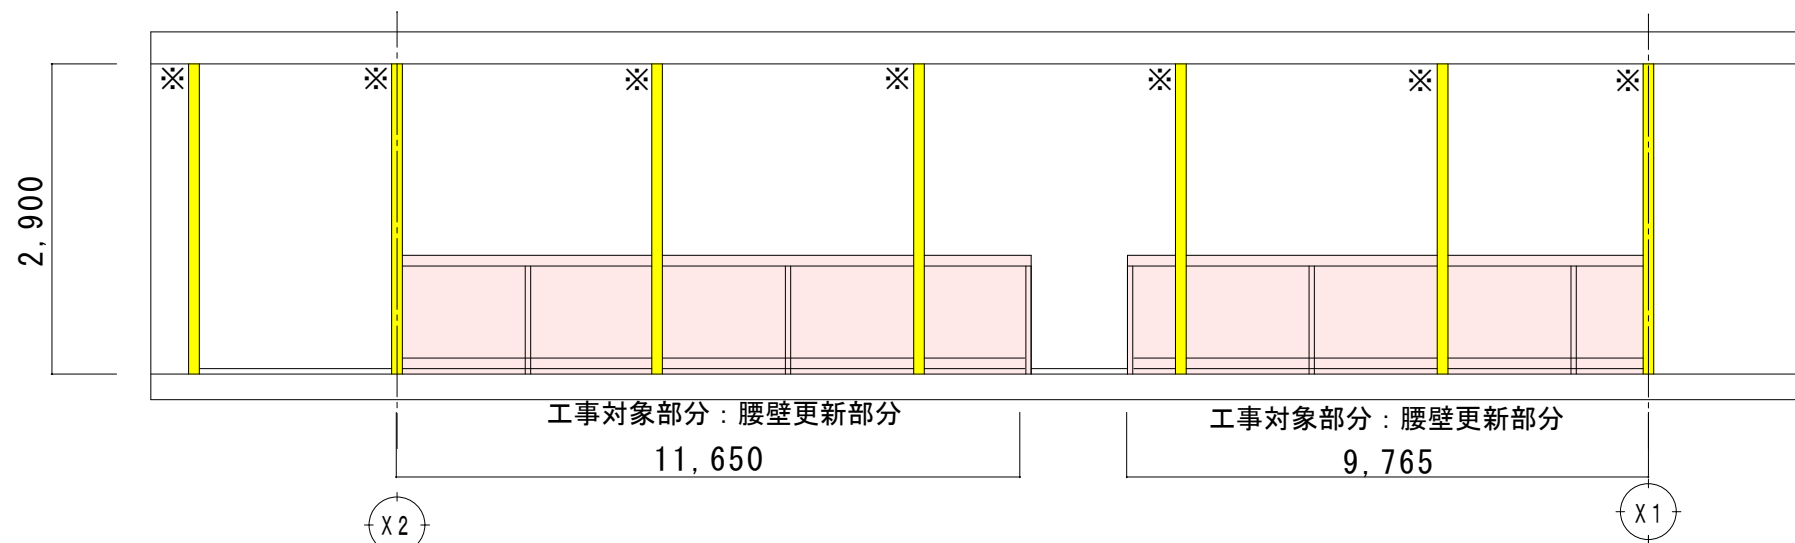 ※ ※ ※ ※ ※ ※ ※
2,900
工事対象部分：腰壁更新部分 工事対象部分：腰壁更新部分
11,650 9,765
X2 X1